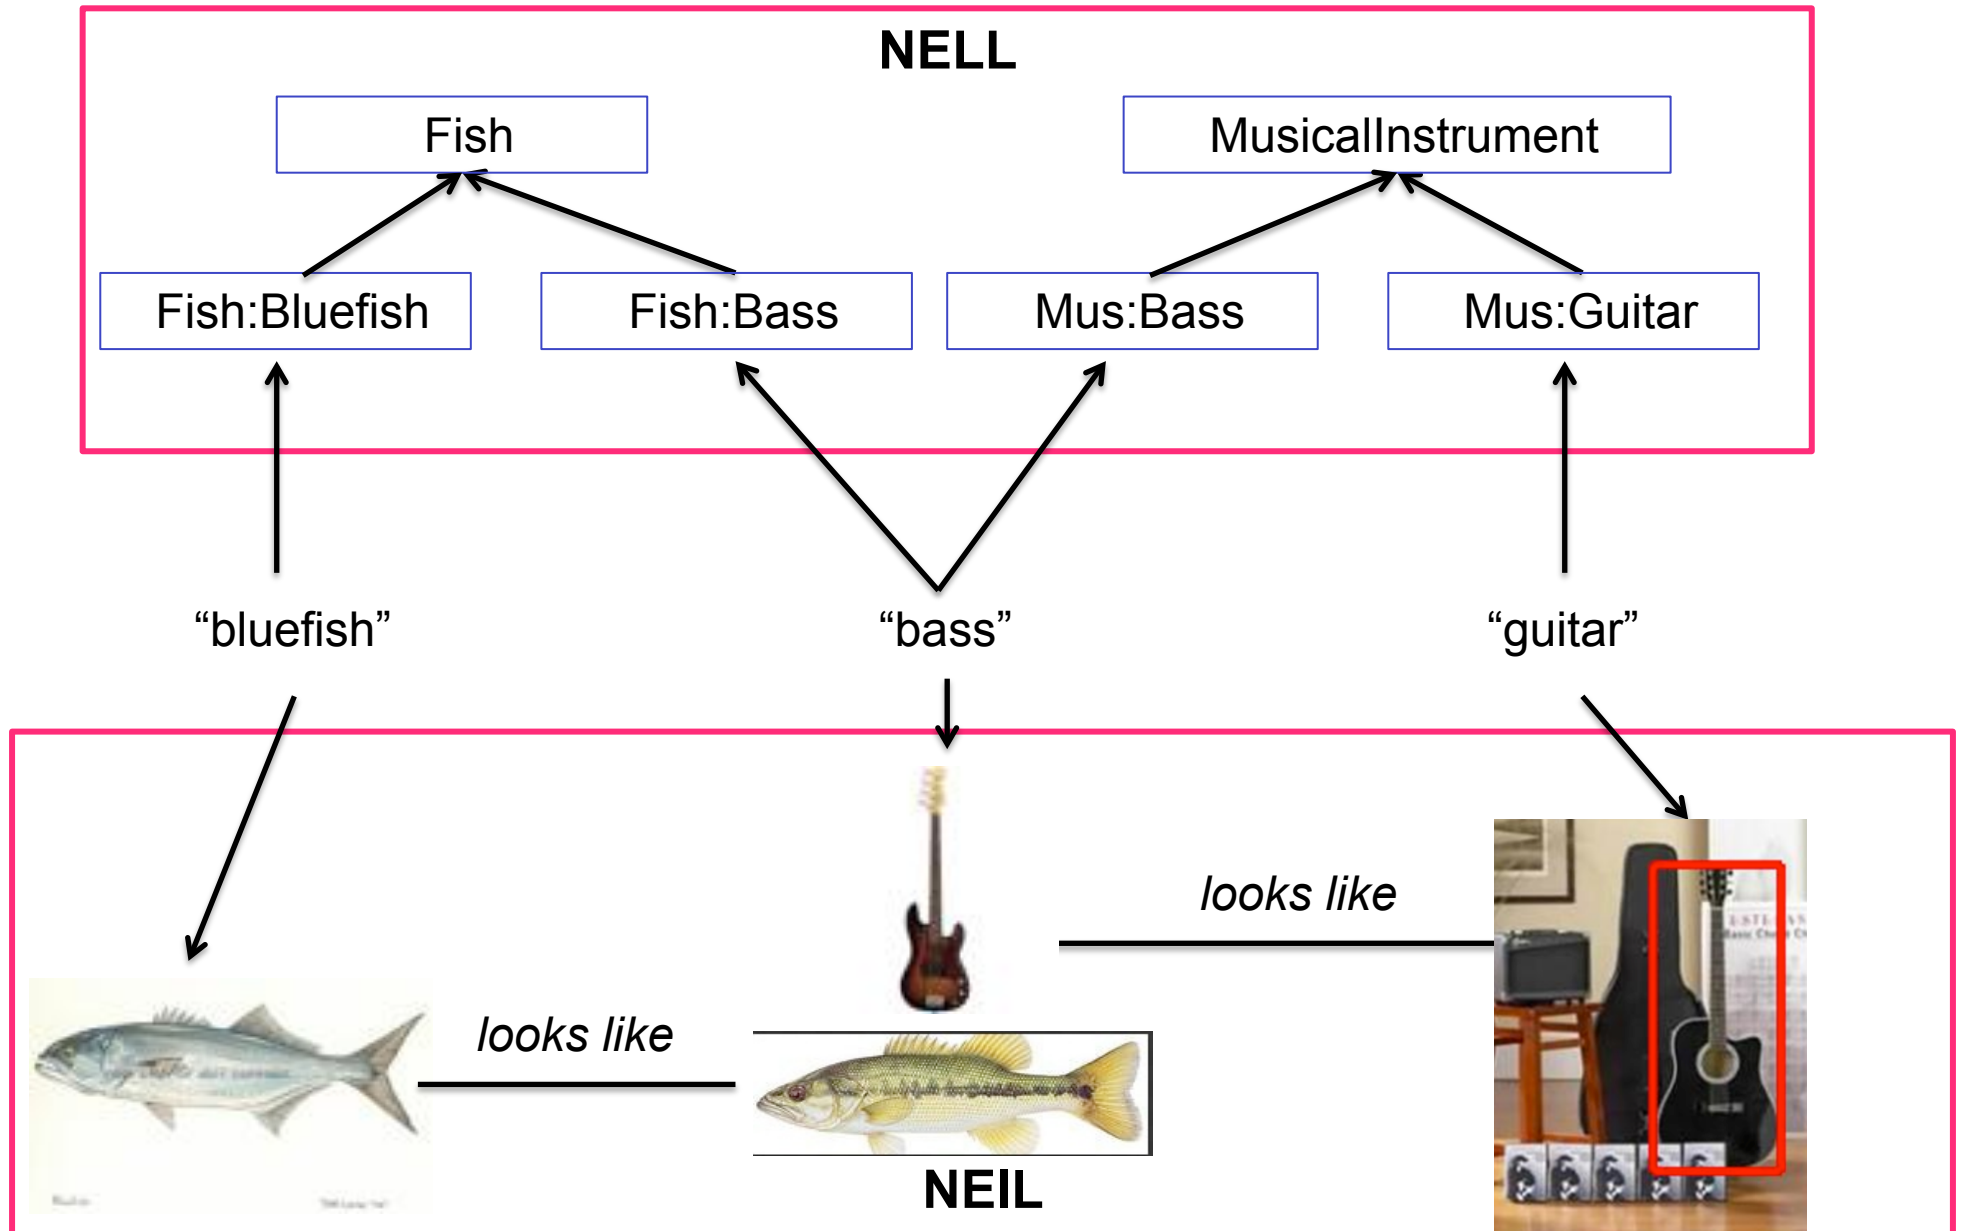 NELL
Fish
MusicalInstrument
Fish:Bluefish
Fish:Bass
Mus:Bass
Mus:Guitar
“bluefish”
“bass”
“guitar”
looks like
looks like
NEIL